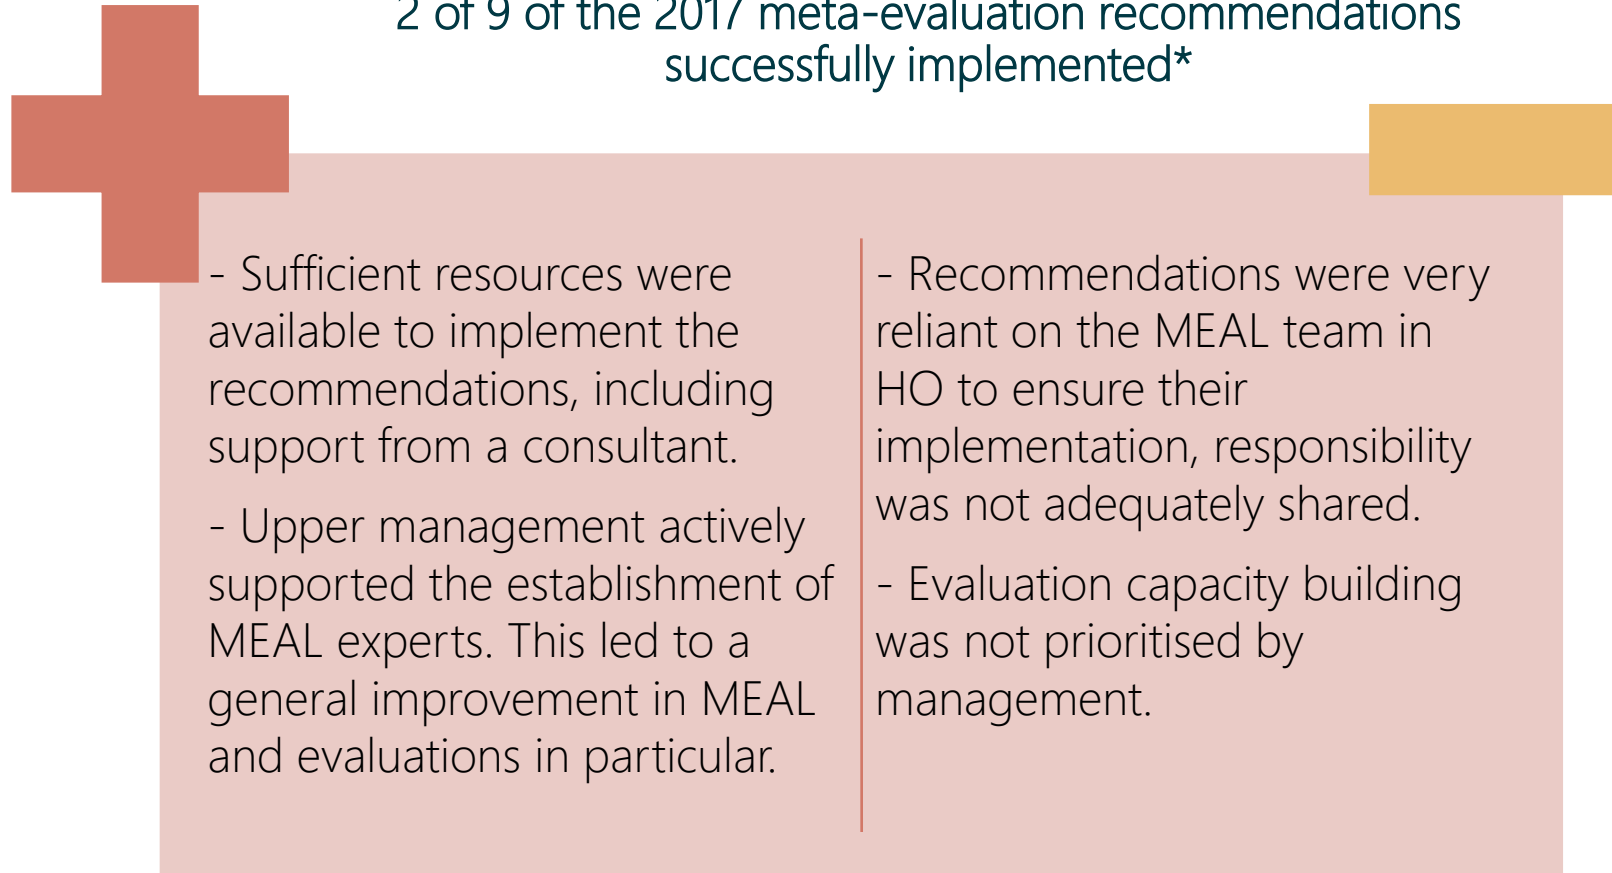 2 of 9 of the 2017 meta-evaluation recommendations
successfully implemented*
- Sufficient resources were
available to implement the
recommendations, including
support from a consultant.
- Upper management actively
supported the establishment of
MEAL experts. This led to a
general improvement in MEAL
and evaluations in particular.
- Recommendations were very
reliant on the MEAL team in
HO to ensure their
implementation, responsibility
was not adequately shared.
- Evaluation capacity building
was not prioritised by
management.